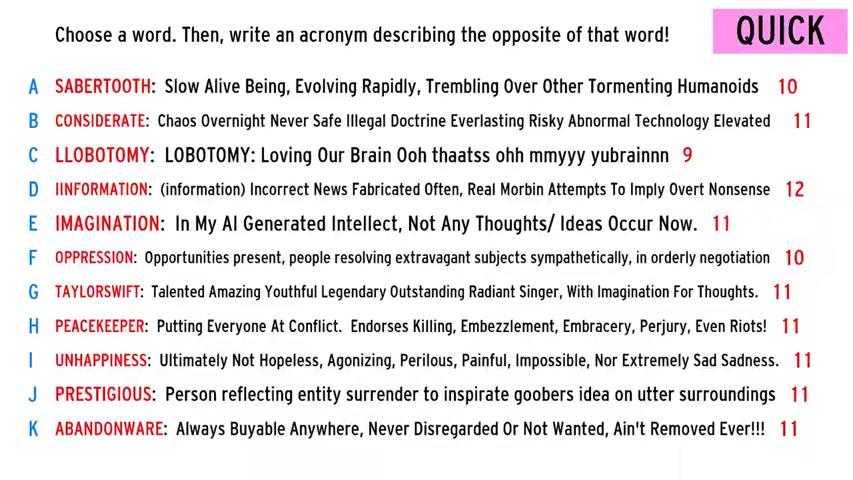 Choose a word. Then, write an acronym describing the opposite of that word!
QUICK
A SABERTOOTH: Slow Alive Being, Evolving Rapidly, Trembling Over Other Tormenting Humanoids 10
B CONSIDERATE: Chaos Overnight Never Safe Illegal Doctrine Everlasting Risky Abnormal Technology Elevated 11
C LLOBOTOMY: LOBOTOMY: Loving Our Brain Ooh thaatss ohh mmyyy yubrainnn 9
D IINFORMATION: (information) Incorrect News Fabricated Often, Real Morbin Attempts To Imply Overt Nonsense 12
E IMAGINATION: In My AI Generated Intellect, Not Any Thoughts/ Ideas Occur Now. 11
F OPPRESSION: Opportunities present, people resolving extravagant subjects sympathetically, in orderly negotiation 10
G TAYLORSWIFT: Talented Amazing Youthful Legendary Outstanding Radiant Singer, With Imagination For Thoughts. 11
H PEACEKEEPER: Putting Everyone At Conflict. Endorses Killing, Embezzlement, Embracery, Perjury, Even Riots! 11
I UNHAPPINESS: Ultimately Not Hopeless, Agonizing, Perilous, Painful, Impossible, Nor Extremely Sad Sadness. 11
J PRESTIGIOUS: Person reflecting entity surrender to inspirate goobers idea on utter surroundings 11
K ABANDONWARE: Always Buyable Anywhere, Never Disregarded Or Not Wanted, Ain't Removed Ever!!! 11